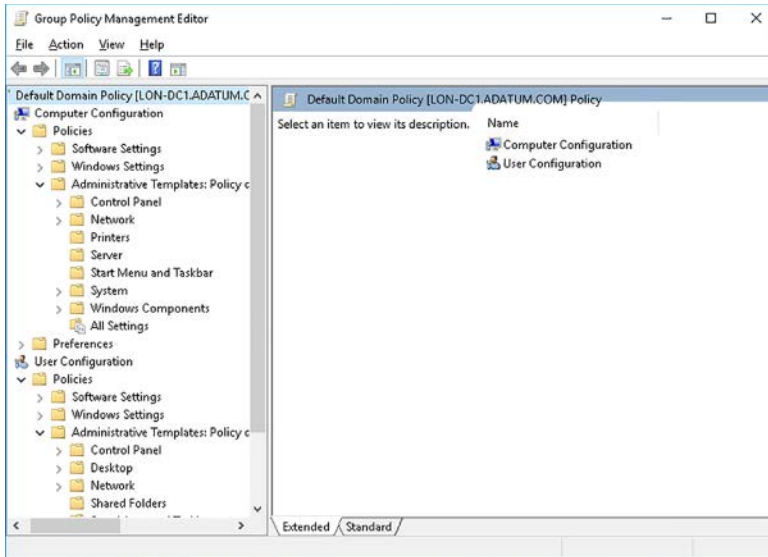 Group Policy Management Editor
File Action View Help
Default Domain Policy [LON-DC1.ADATUM.C
Computer Configuration
Policies
Software Settings
Windows Settings
Administrative Templates: Policy c
Control Panel
Network
Printers
Server
Start Menu and Taskbar
System
Windows Components
All Settings
Preferences
User Configuration
Policies
Software Settings
Windows Settings
Administrative Templates: Policy c
Control Panel
Desktop
Network
Shared Folders
Default Domain Policy [LON-DC1.ADATUM.COM] Policy
Select an item to view its description.
Name
Computer Configuration
User Configuration
Extended Standard